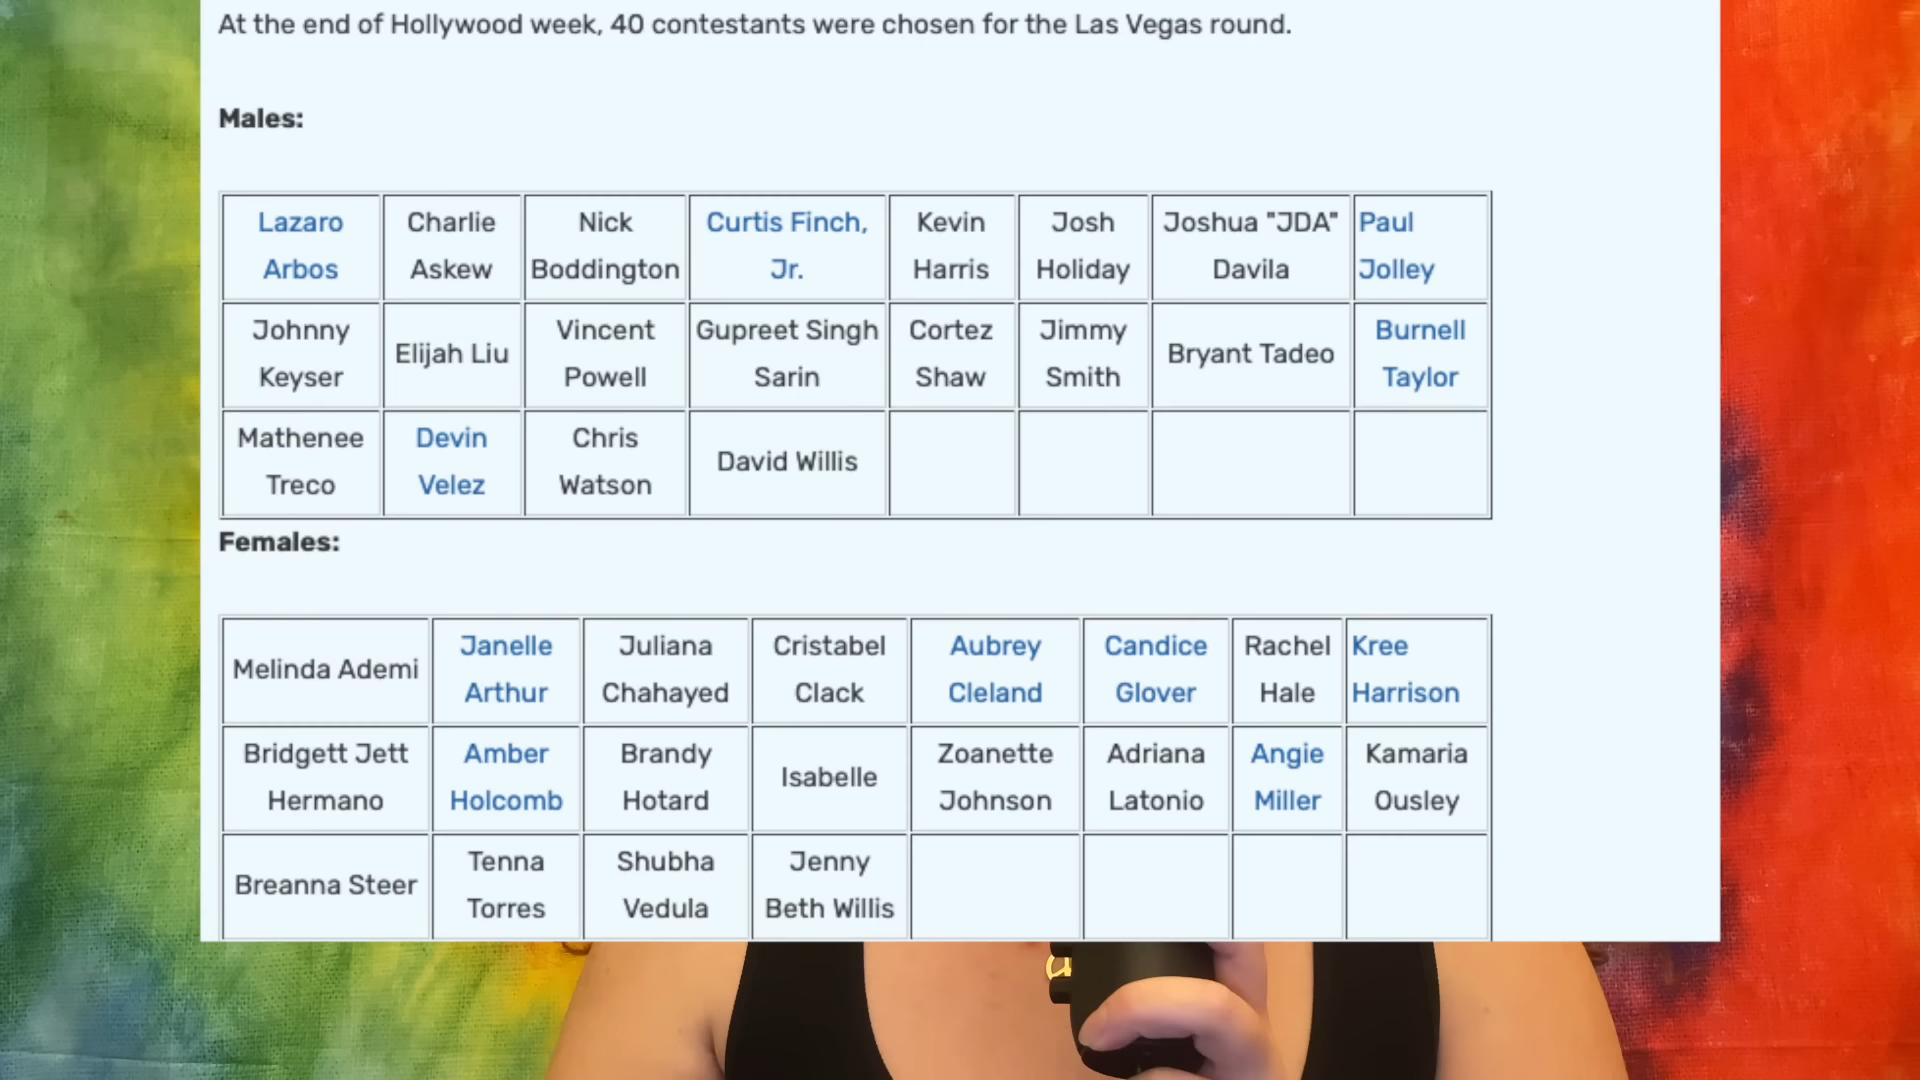 At the end of Hollywood week, 40 contestants were chosen for the Las Vegas round.
Males:
Lazaro Arbos
Charlie Askew
Nick Boddington
Curtis Finch, Jr.
Kevin Harris
Josh Holiday
Joshua "JDA" Davila
Paul Jolley
Johnny Keyser
Elijah Liu
Vincent Powell
Gupreet Singh Sarin
Cortez Shaw
Jimmy Smith
Bryant Tadeo
Burnell Taylor
Mathenee Treco
Devin Velez
Chris Watson
David Willis
Females:
Melinda Ademi
Janelle Arthur
Juliana Chahayed
Cristabel Clack
Aubrey Cleland
Candice Glover
Rachel Hale
Kree Harrison
Bridgett Jett Hermano
Amber Holcomb
Brandy Hotard
Isabelle
Zoanette Johnson
Adriana Latonio
Angie Miller
Kamaria Ousley
Breanna Steer
Tenna Torres
Shubha Vedula
Jenny Beth Willis